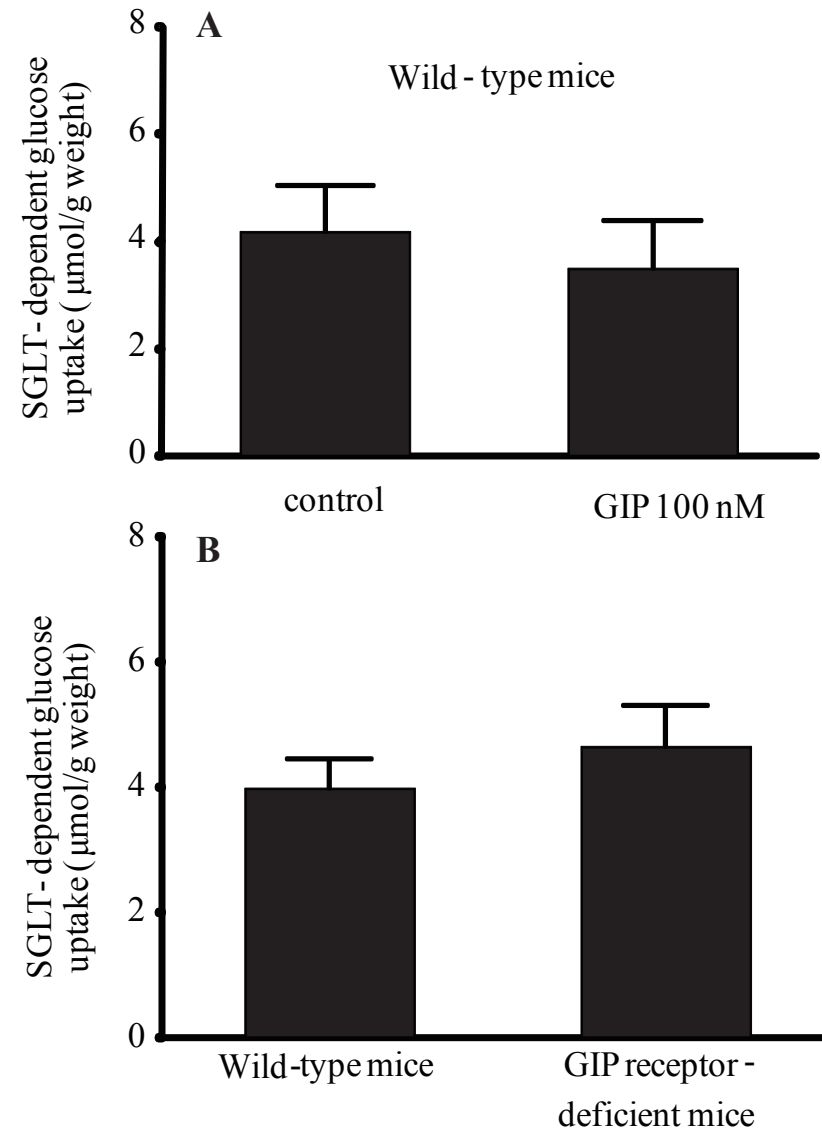 A
Wild - type mice
SGLT- dependent glucose
uptake ( μmol/g weight)
8
6
4
2
0
control
GIP 100 nM
B
SGLT- dependent glucose
uptake ( μmol/g weight)
8
6
4
2
0
Wild-type mice
GIP receptor -
deficient mice